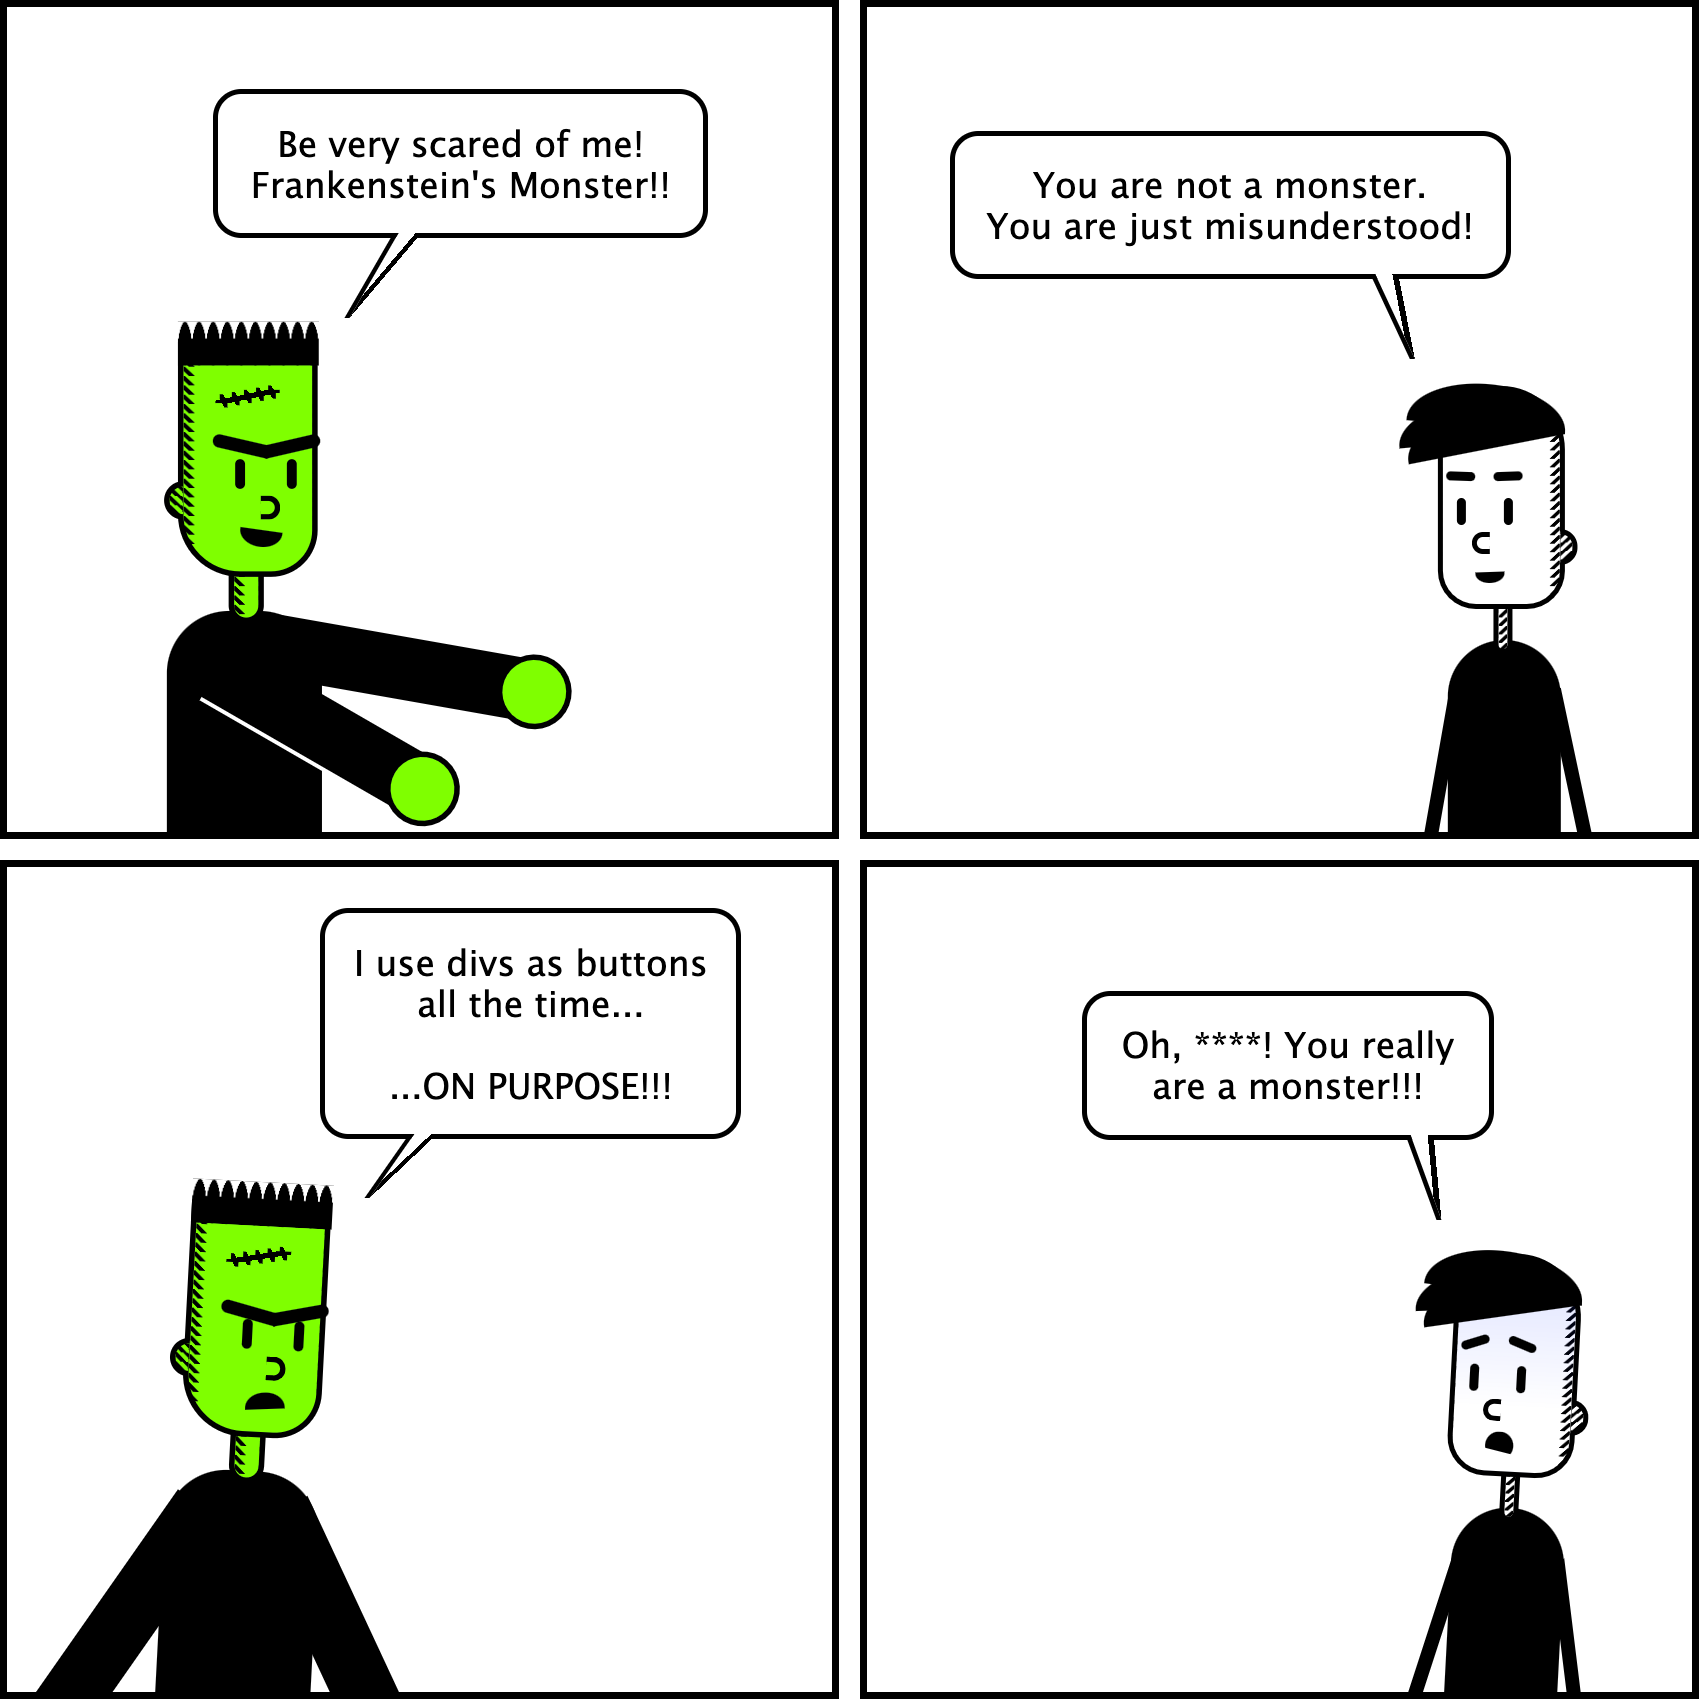 Be very scared of me!
Frankenstein's Monster!!
You are not a monster.
You are just misunderstood!
I use divs as buttons
all the time...
...ON PURPOSE!!!
Oh, ****! You really
are a monster!!!